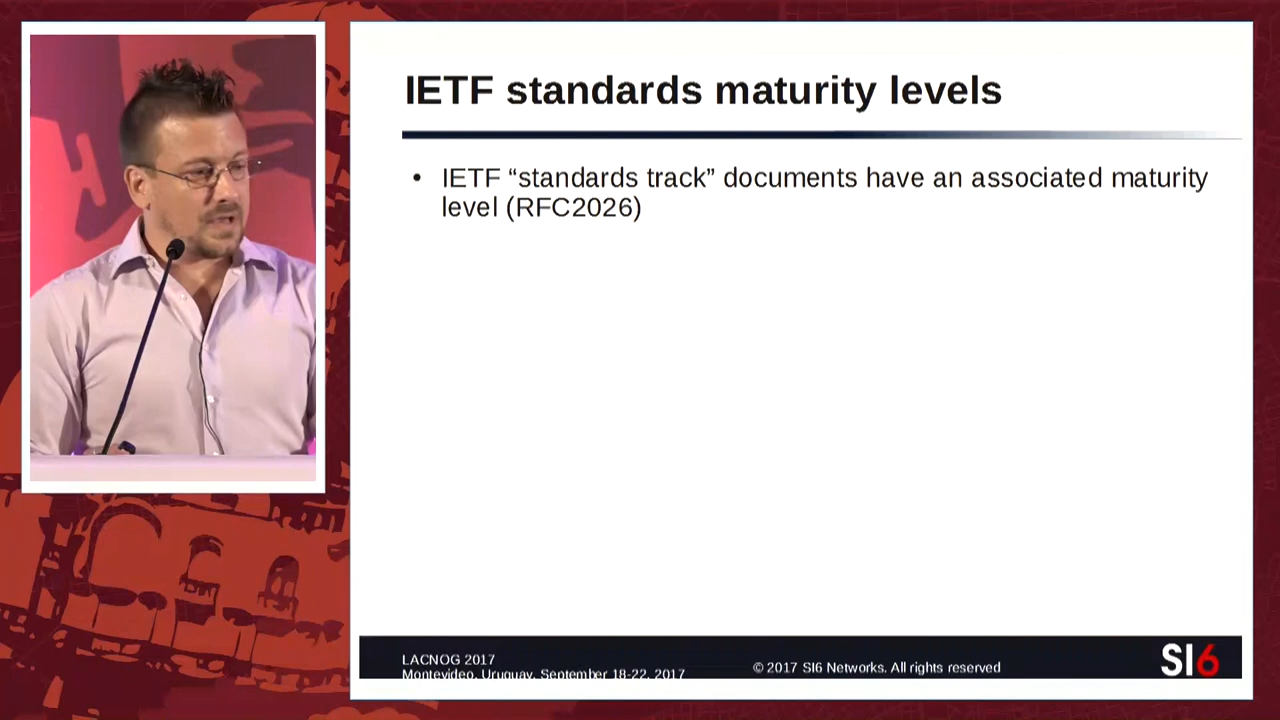 IETF standards maturity levels
• IETF “standards track” documents have an associated maturity
level (RFC2026)
LACNOG 2017
Montevideo, Uruguay, September 18-22, 2017
© 2017 SI6 Networks. All rights reserved
SI6